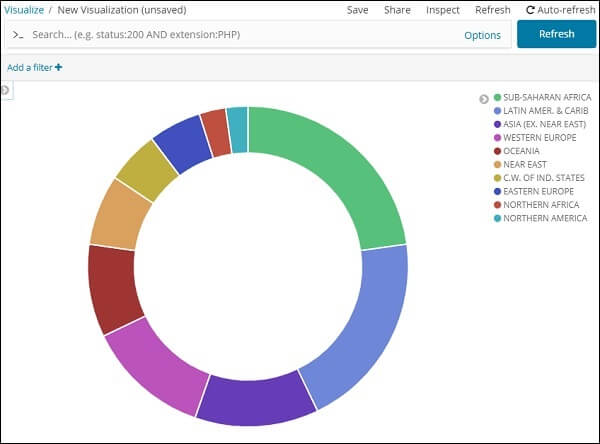 Visualize / New Visualization (unsaved) Save Share Inspect Refresh Auto-refresh
>_ Search... (e.g. status:200 AND extension:PHP) Options Refresh
Add a filter +
SUB-SAHARAN AFRICA
LATIN AMER. & CARIB
ASIA (EX. NEAR EAST)
WESTERN EUROPE
OCEANIA
NEAR EAST
C.W. OF IND. STATES
EASTERN EUROPE
NORTHERN AFRICA
NORTHERN AMERICA